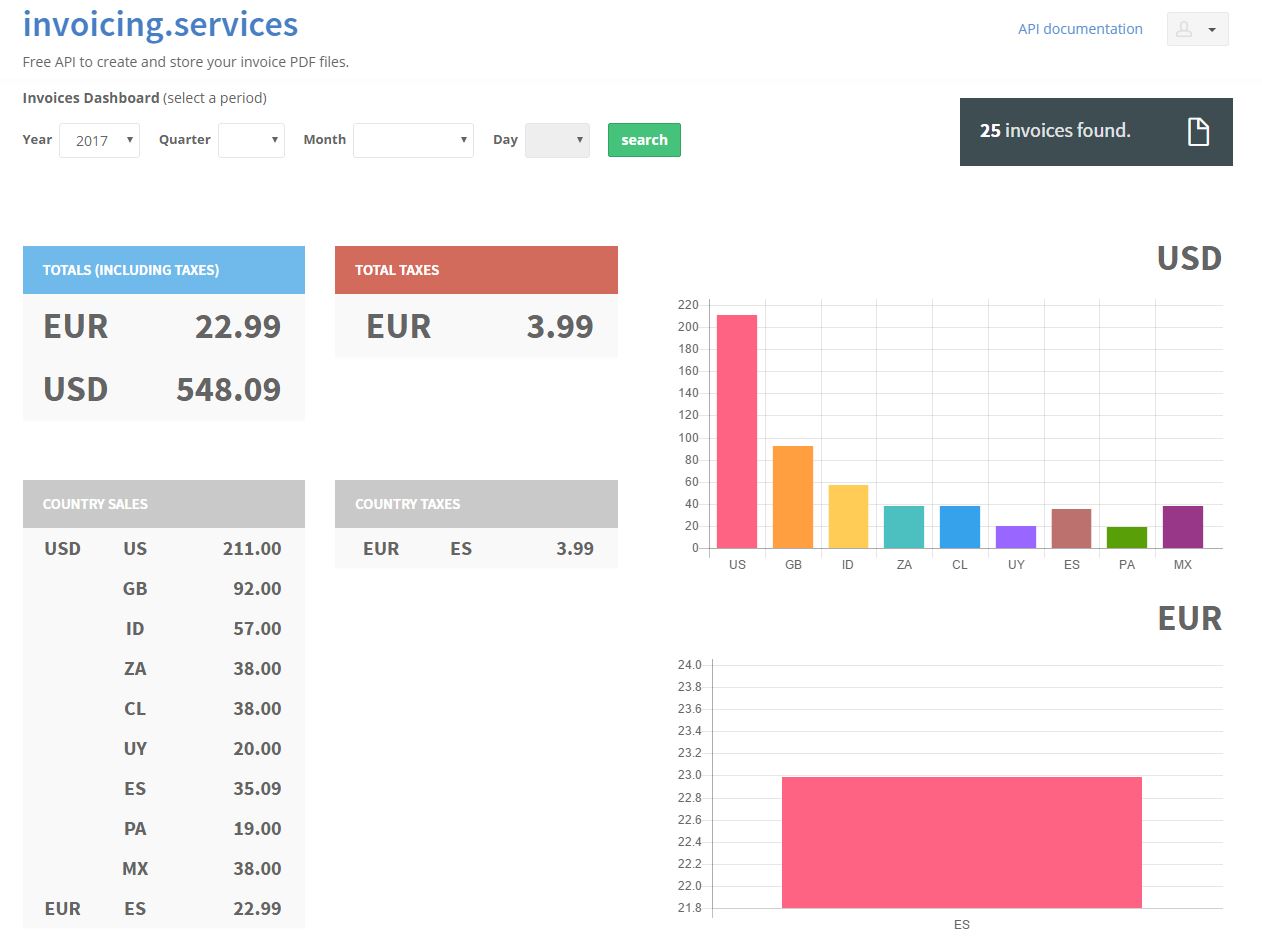 invoicing.services
API documentation
Free API to create and store your invoice PDF files.
Invoices Dashboard (select a period)
Year 2017 Quarter Month Day search
25 invoices found.
TOTALS (INCLUDING TAXES)
EUR 22.99
USD 548.09
TOTAL TAXES
EUR 3.99
COUNTRY SALES
USD US 211.00
GB 92.00
ID 57.00
ZA 38.00
CL 38.00
UY 20.00
ES 35.09
PA 19.00
MX 38.00
EUR ES 22.99
COUNTRY TAXES
EUR ES 3.99
USD
220
200
180
160
140
120
100
80
60
40
20
0
US GB ID ZA CL UY ES PA MX
EUR
24.0
23.8
23.6
23.4
23.2
23.0
22.8
22.6
22.4
22.2
22.0
21.8
ES